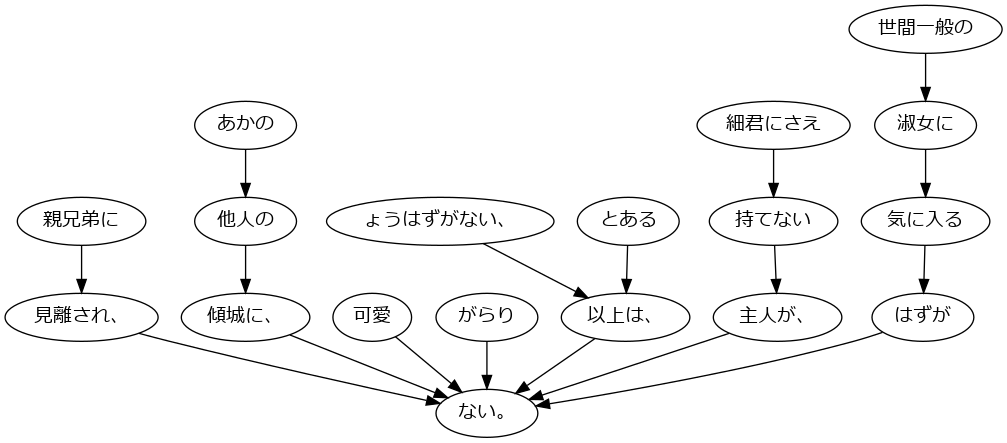 世間一般の
あかの
細君にさえ
淑女に
親兄弟に
他人の
ょうはずがない、
とある
持てない
気に入る
見離され、
傾城に、
可愛
がらり
以上は、
主人が、
はずが
ない。